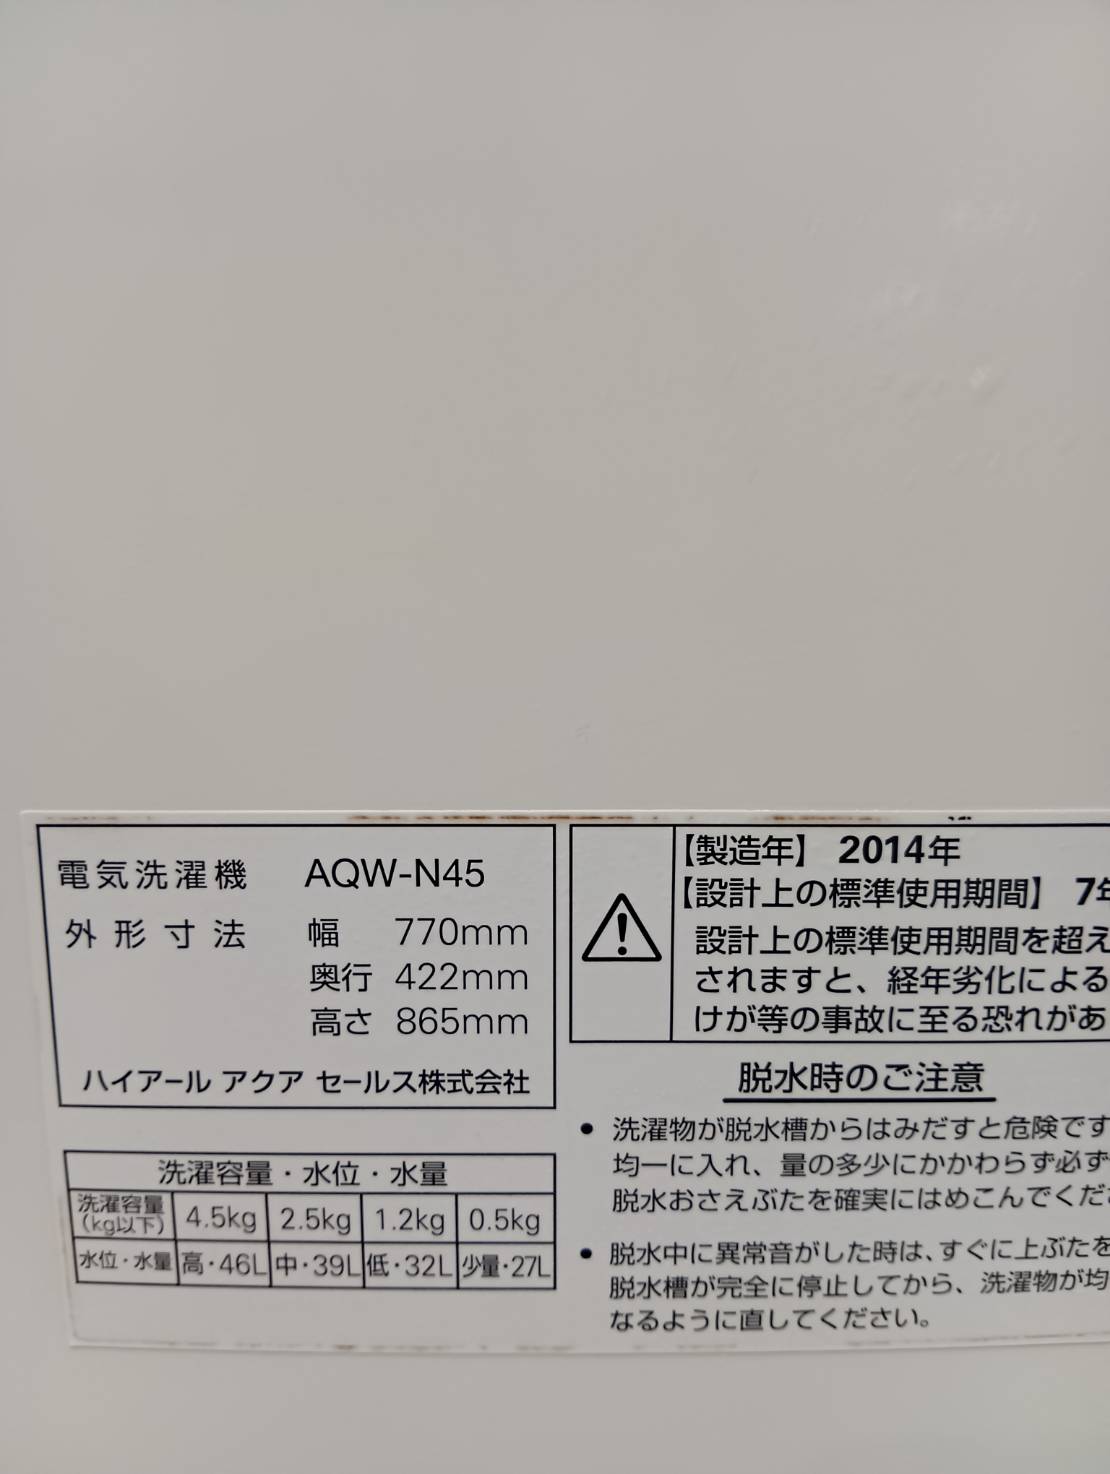 電気洗濯機 AQW-N45
外形寸法 幅 770mm
奥行 422mm
高さ 865mm
ハイアール アクア セールス株式会社
洗濯容量・水位・水量
洗濯容量(kg以下) 4.5kg 2.5kg 1.2kg 0.5kg
水位・水量 高・46L 中・39L 低・32L 少量・27L
【製造年】 2014年
【設計上の標準使用期間】 7年
設計上の標準使用期間を超え
されますと、経年劣化による
けが等の事故に至る恐れがあ
脱水時のご注意
● 洗濯物が脱水槽からはみだすと危険です
均一に入れ、量の多少にかかわらず必ず
脱水おさえぶたを確実にはめこんでくだ
● 脱水中に異常音がした時は、すぐに上ぶたを
脱水槽が完全に停止してから、洗濯物が均
なるように直してください。